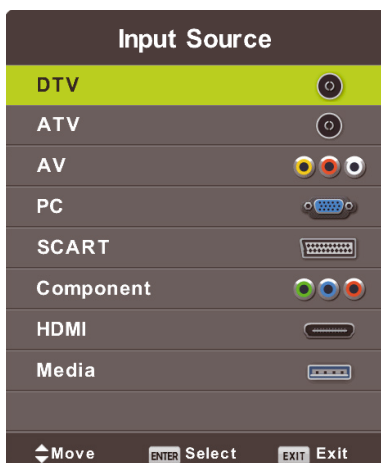 Input Source
DTV
ATV
AV
PC
SCART
Component
HDMI
Media
Move ENTER Select EXIT Exit